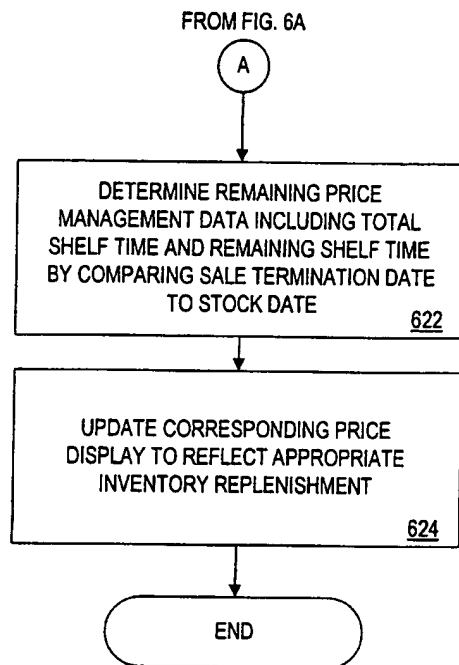 FROM FIG. 6A
A
DETERMINE REMAINING PRICE
MANAGEMENT DATA INCLUDING TOTAL
SHELF TIME AND REMAINING SHELF TIME
BY COMPARING SALE TERMINATION DATE
TO STOCK DATE
622
UPDATE CORRESPONDING PRICE
DISPLAY TO REFLECT APPROPRIATE
INVENTORY REPLENISHMENT
624
END